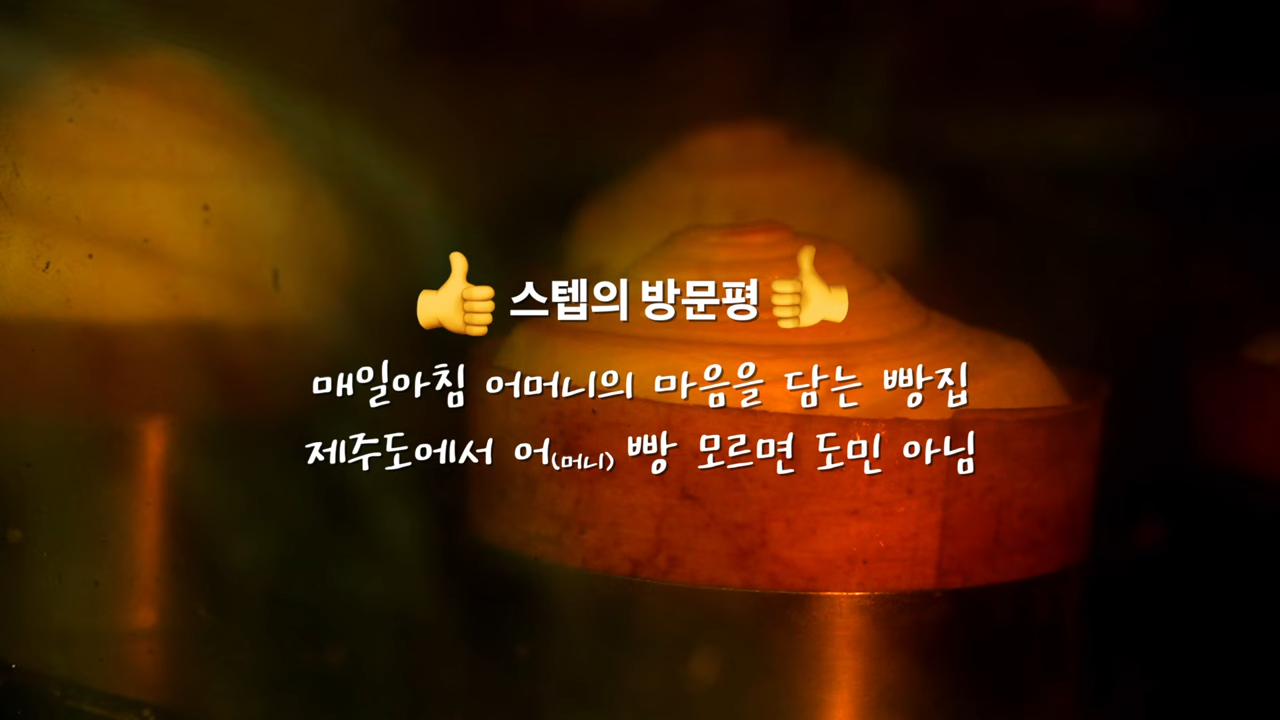 👍 스텝의 방문평 👍
매일아침 어머니의 마음을 담는 빵집
제주도에서 어(머니) 빵 모르면 도민 아님